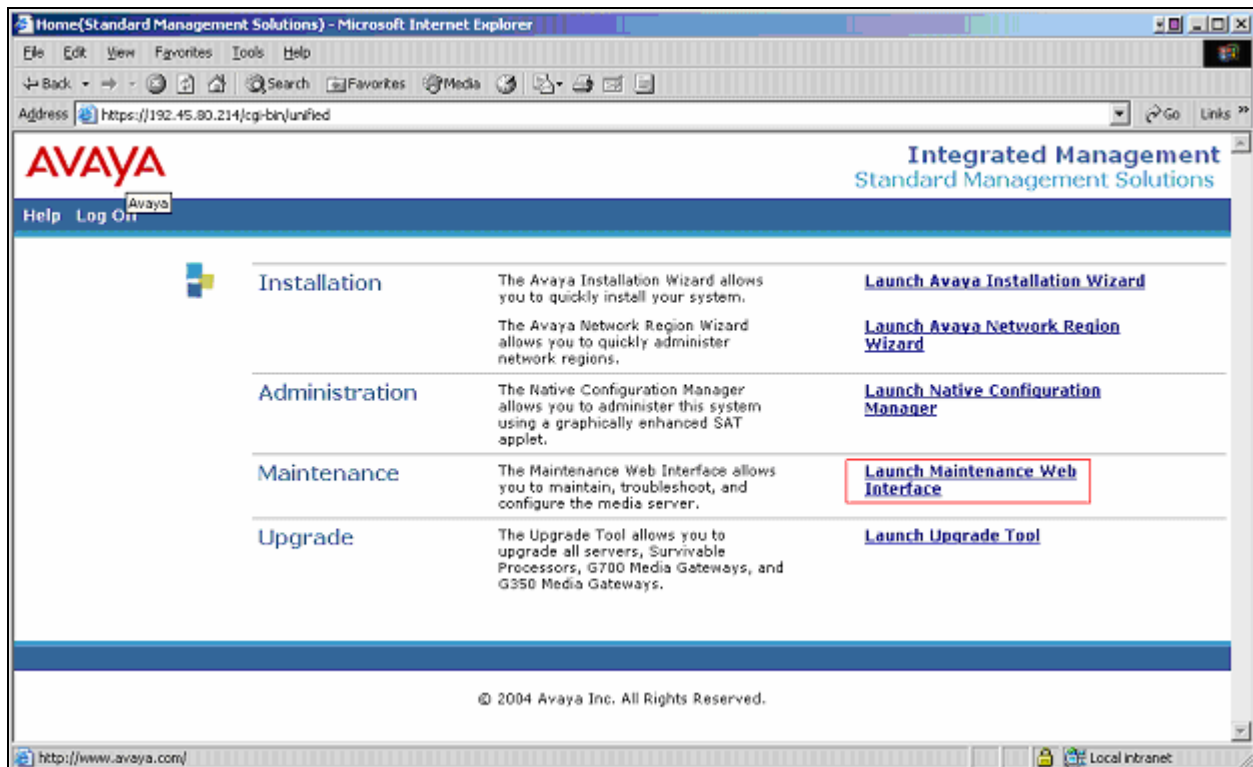 Home(Standard Management Solutions) - Microsoft Internet Explorer
File Edit View Favorites Tools Help
Back Search Favorites Media
Address https://192.45.80.214/cgi-bin/unified Go Links »
AVAYA
Integrated Management
Standard Management Solutions
Avaya
Help Log Off
Installation
The Avaya Installation Wizard allows
you to quickly install your system.
Launch Avaya Installation Wizard
The Avaya Network Region Wizard
allows you to quickly administer
network regions.
Launch Avaya Network Region
Wizard
Administration
The Native Configuration Manager
allows you to administer this system
using a graphically enhanced SAT
applet.
Launch Native Configuration
Manager
Maintenance
The Maintenance Web Interface allows
you to maintain, troubleshoot, and
configure the media server.
Launch Maintenance Web
Interface
Upgrade
The Upgrade Tool allows you to
upgrade all servers, Survivable
Processors, G700 Media Gateways, and
G350 Media Gateways.
Launch Upgrade Tool
© 2004 Avaya Inc. All Rights Reserved.
http://www.avaya.com/ Local intranet